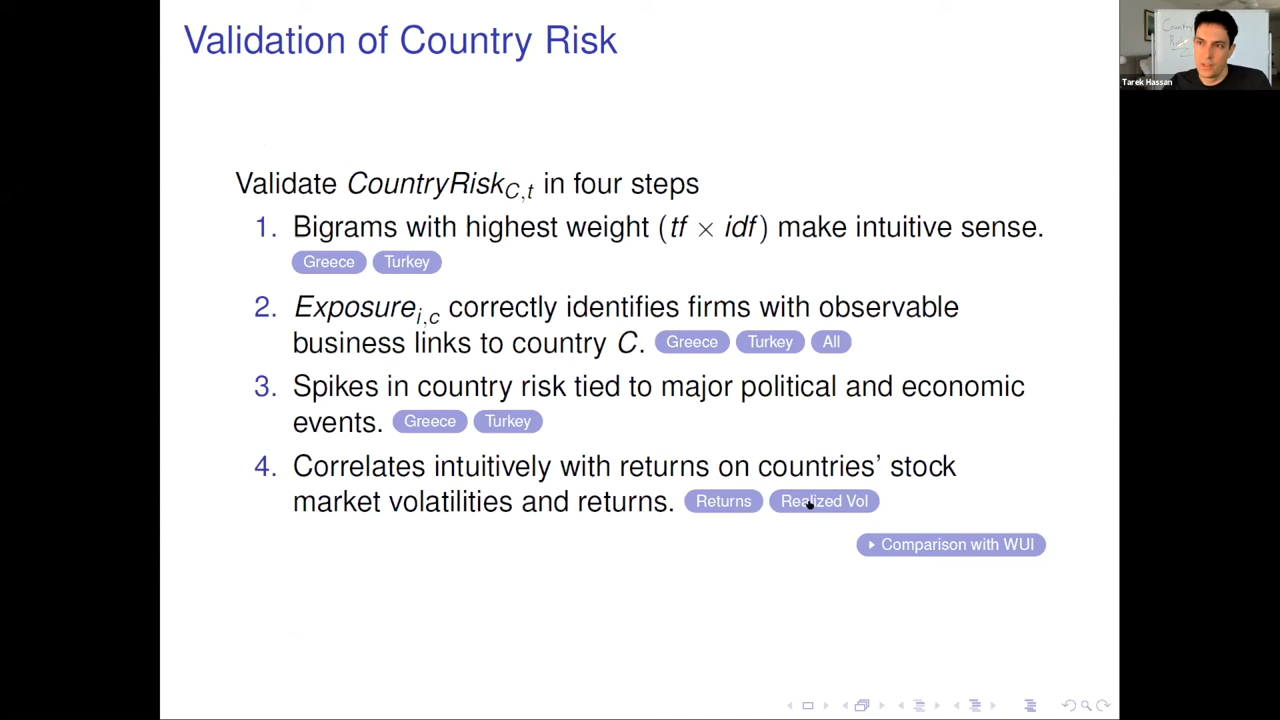 Validation of Country Risk
Country
Risk
Tarek Hassan
Validate CountryRisk_{C,t} in four steps
1. Bigrams with highest weight (tf × idf) make intuitive sense.
Greece Turkey
2. Exposure_{i,c} correctly identifies firms with observable
business links to country C. Greece Turkey All
3. Spikes in country risk tied to major political and economic
events. Greece Turkey
4. Correlates intuitively with returns on countries' stock
market volatilities and returns. Returns Realized Vol
Comparison with WUI